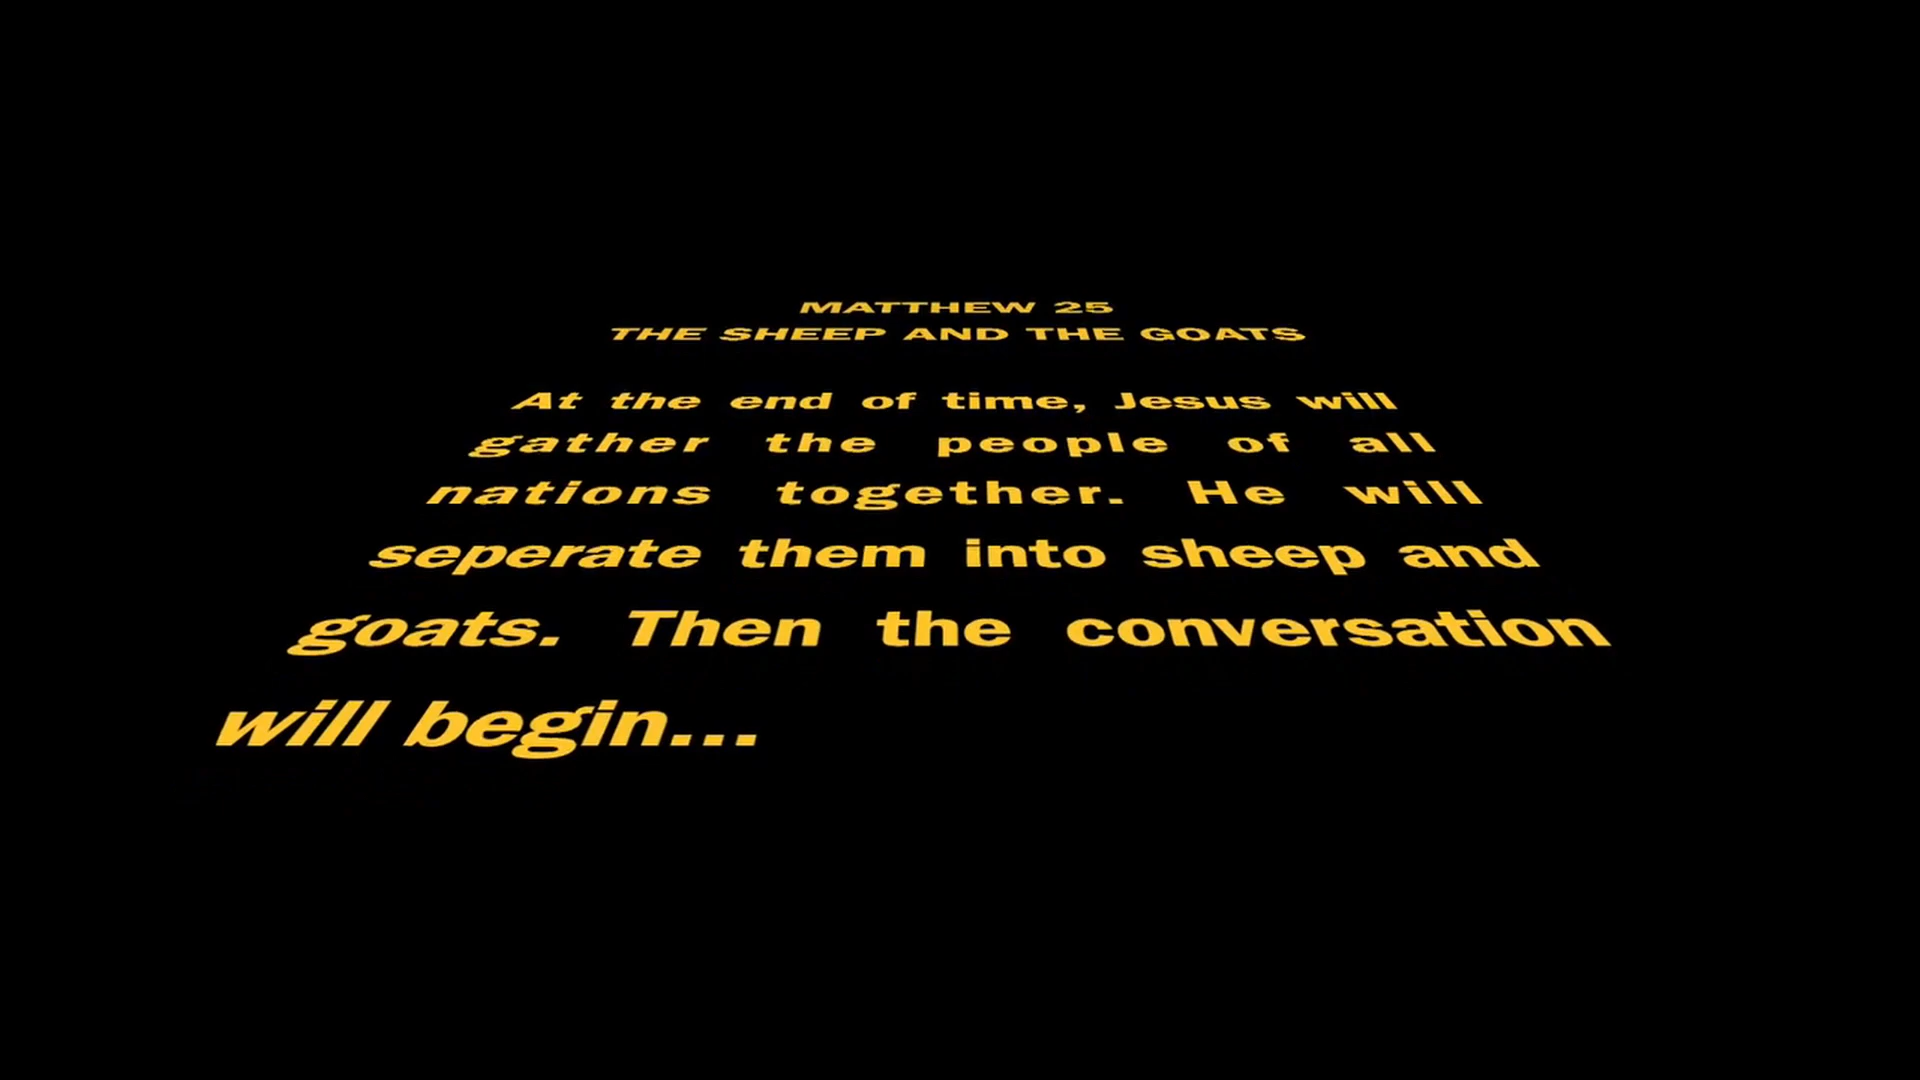 MATTHEW 25
THE SHEEP AND THE GOATS
At the end of time, Jesus will
gather the people of all
nations together. He will
seperate them into sheep and
goats. Then the conversation
will begin...